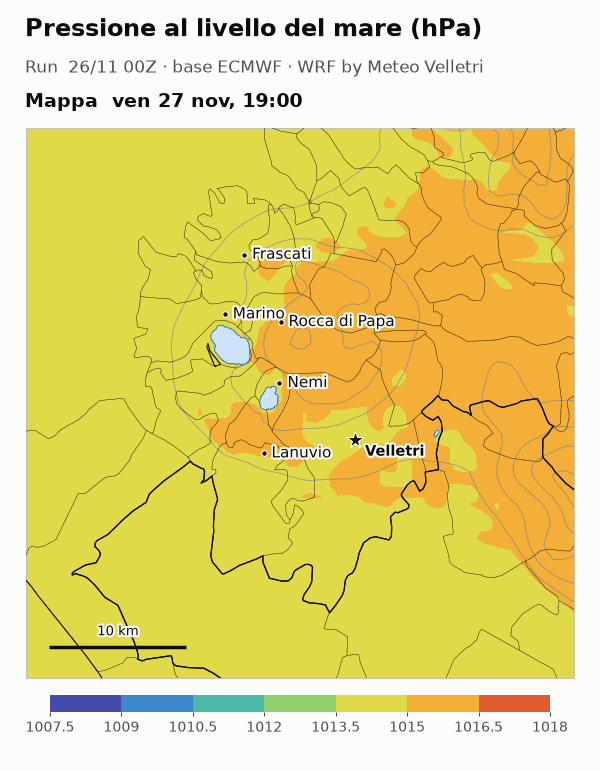 Pressione al livello del mare (hPa)
Run  26/11 00Z · base ECMWF · WRF by Meteo Velletri
Mappa  ven 27 nov, 19:00
Frascati
Marino
Rocca di Papa
Nemi
Velletri
Lanuvio
10 km
1007.5 1009 1010.5 1012 1013.5 1015 1016.5 1018